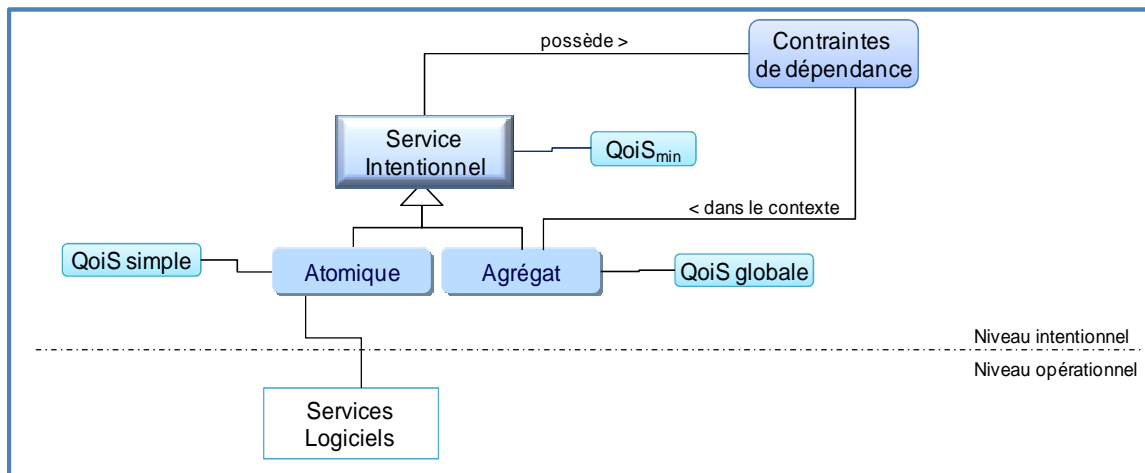 possède >
Contraintes
de dépendance
Service
Intentionnel
QoiSmin
< dans le contexte
QoiS simple
Atomique
Agrégat
QoiS globale
Niveau intentionnel
Niveau opérationnel
Services
Logiciels